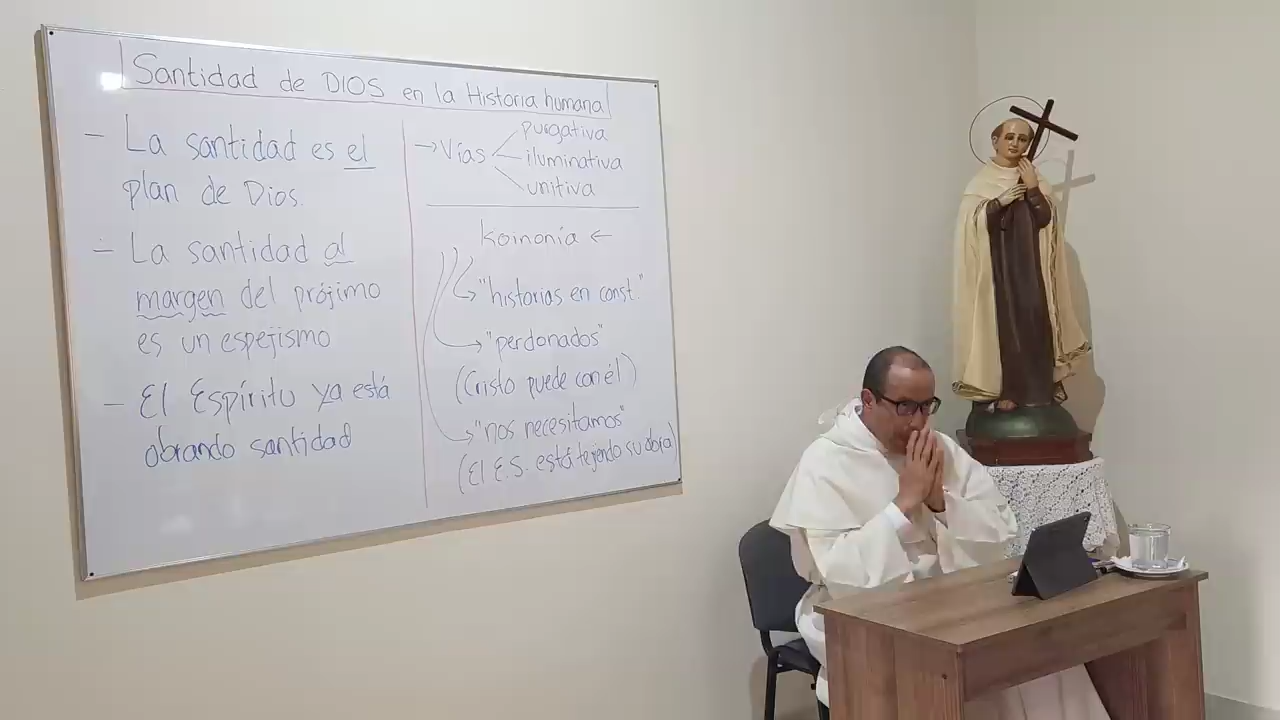 Santidad de DIOS en la Historia humana
- La santidad es el
plan de Dios.
- La santidad al
margen del prójimo
es un espejismo
- El Espíritu ya está
obrando santidad
→ Vías
purgativa
iluminativa
unitiva
Koinonía ←
"historias en const."
"perdonados"
(Cristo puede con él)
"nos necesitamos"
(El E.S. está tejiendo su obra)